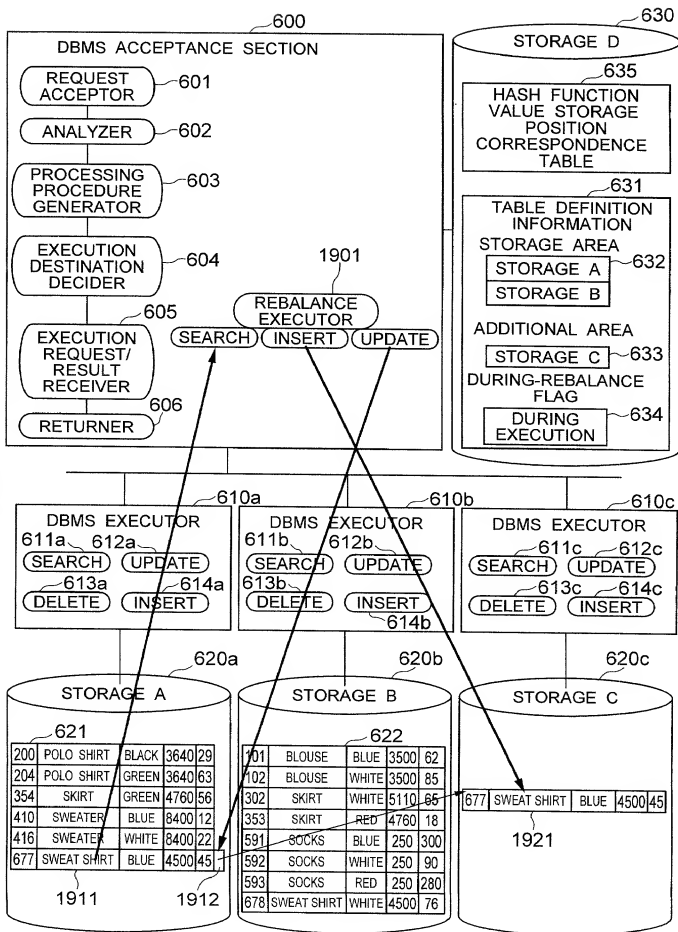 600
DBMS ACCEPTANCE SECTION
REQUEST
ACCEPTOR
601
ANALYZER
602
PROCESSING
PROCEDURE
GENERATOR
603
EXECUTION
DESTINATION
DECIDER
604
605
EXECUTION
REQUEST/
RESULT
RECEIVER
606
RETURNER
1901
REBALANCE
EXECUTOR
SEARCH
INSERT
UPDATE
630
STORAGE D
635
HASH FUNCTION
VALUE STORAGE
POSITION
CORRESPONDENCE
TABLE
631
TABLE DEFINITION
INFORMATION
STORAGE AREA
632
STORAGE A
STORAGE B
ADDITIONAL AREA
STORAGE C
633
DURING-REBALANCE
FLAG
DURING
EXECUTION
634
610a
DBMS EXECUTOR
611a
612a
SEARCH
UPDATE
613a
614a
DELETE
INSERT
610b
DBMS EXECUTOR
611b
612b
SEARCH
UPDATE
613b
DELETE
INSERT
614b
610c
DBMS EXECUTOR
611c
612c
SEARCH
UPDATE
613c
614c
DELETE
INSERT
620a
STORAGE A
621
200 POLO SHIRT BLACK 3640 29
204 POLO SHIRT GREEN 3640 63
354 SKIRT GREEN 4760 56
410 SWEATER BLUE 8400 12
416 SWEATER WHITE 8400 22
677 SWEAT SHIRT BLUE 4500 45
1911
1912
620b
STORAGE B
622
101 BLOUSE BLUE 3500 62
102 BLOUSE WHITE 3500 85
302 SKIRT WHITE 5110 65
353 SKIRT RED 4760 18
591 SOCKS BLUE 250 300
592 SOCKS WHITE 250 90
593 SOCKS RED 250 280
678 SWEAT SHIRT WHITE 4500 76
620c
STORAGE C
677 SWEAT SHIRT BLUE 4500 45
1921